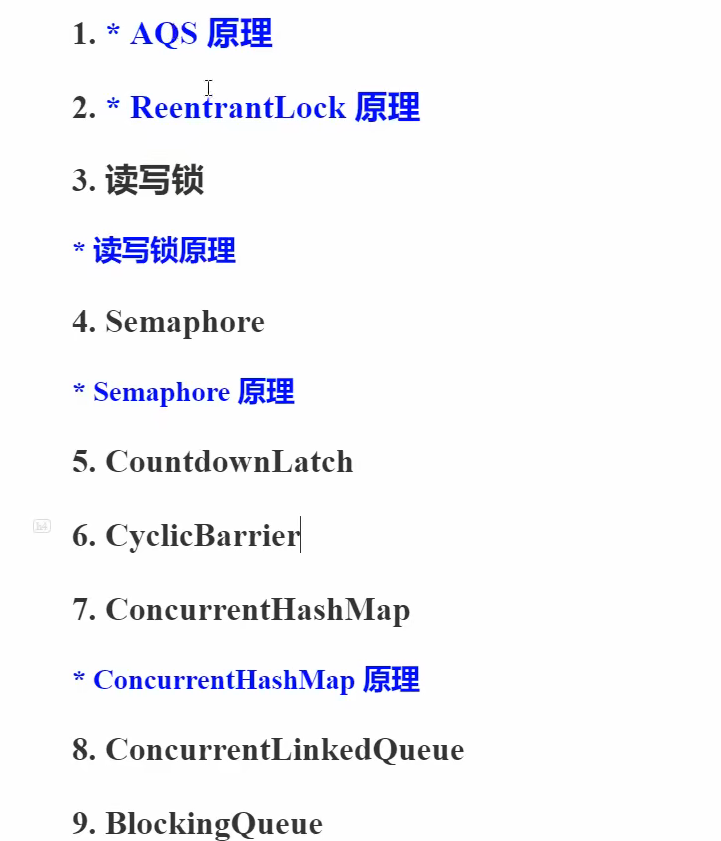 1. * AQS 原理
2. * ReentrantLock 原理
3. 读写锁
* 读写锁原理
4. Semaphore
* Semaphore 原理
5. CountdownLatch
h4
6. CyclicBarrier
7. ConcurrentHashMap
* ConcurrentHashMap 原理
8. ConcurrentLinkedQueue
9. BlockingQueue